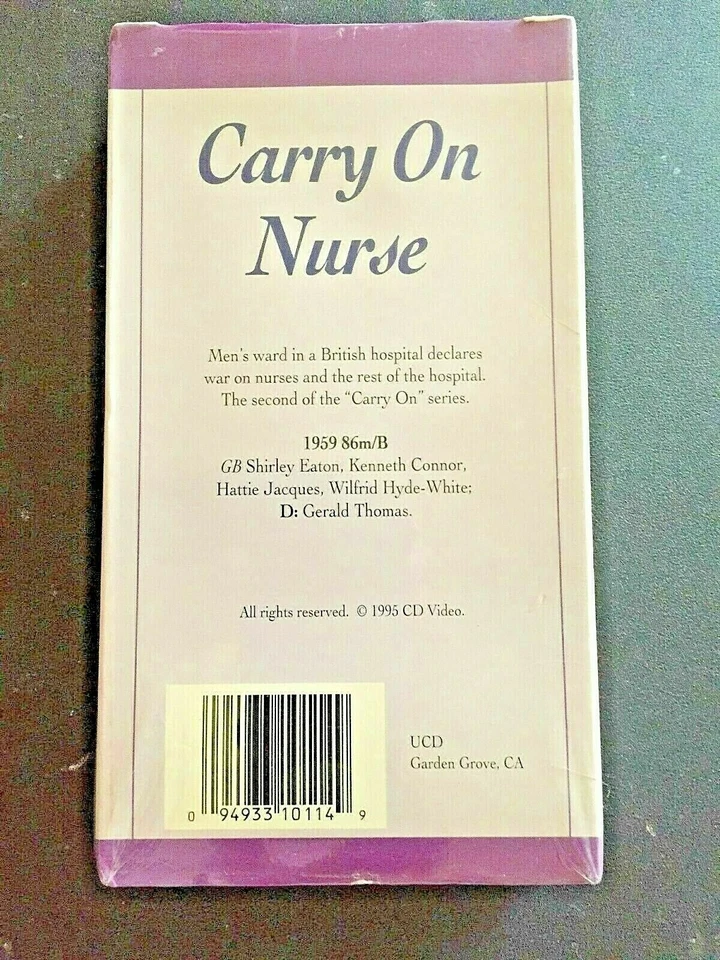 Carry On
Nurse
Men's ward in a British hospital declares
war on nurses and the rest of the hospital.
The second of the "Carry On" series.
1959 86m/B
GB Shirley Eaton, Kenneth Connor,
Hattie Jacques, Wilfrid Hyde-White;
D: Gerald Thomas.
All rights reserved. © 1995 CD Video.
UCD
Garden Grove, CA
0 94933 10114 9